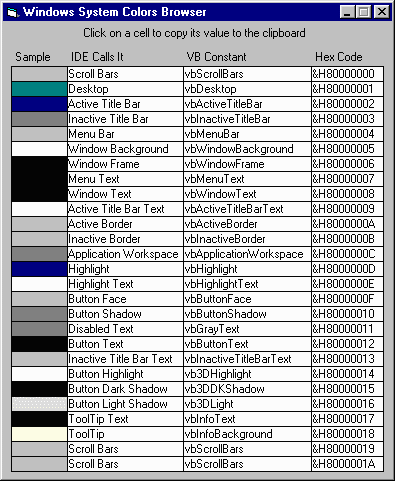 Windows System Colors Browser
Click on a cell to copy its value to the clipboard
Sample IDE Calls It VB Constant Hex Code
Scroll Bars vbScrollBars &H80000000
Desktop vbDesktop &H80000001
Active Title Bar vbActiveTitleBar &H80000002
Inactive Title Bar vbInactiveTitleBar &H80000003
Menu Bar vbMenuBar &H80000004
Window Background vbWindowBackground &H80000005
Window Frame vbWindowFrame &H80000006
Menu Text vbMenuText &H80000007
Window Text vbWindowText &H80000008
Active Title Bar Text vbActiveTitleBarText &H80000009
Active Border vbActiveBorder &H8000000A
Inactive Border vbInactiveBorder &H8000000B
Application Workspace vbApplicationWorkspace &H8000000C
Highlight vbHighlight &H8000000D
Highlight Text vbHighlightText &H8000000E
Button Face vbButtonFace &H8000000F
Button Shadow vbButtonShadow &H80000010
Disabled Text vbGrayText &H80000011
Button Text vbButtonText &H80000012
Inactive Title Bar Text vbInactiveTitleBarText &H80000013
Button Highlight vb3DHighlight &H80000014
Button Dark Shadow vb3DDKShadow &H80000015
Button Light Shadow vb3DLight &H80000016
ToolTip Text vbInfoText &H80000017
ToolTip vbInfoBackground &H80000018
Scroll Bars vbScrollBars &H80000019
Scroll Bars vbScrollBars &H8000001A